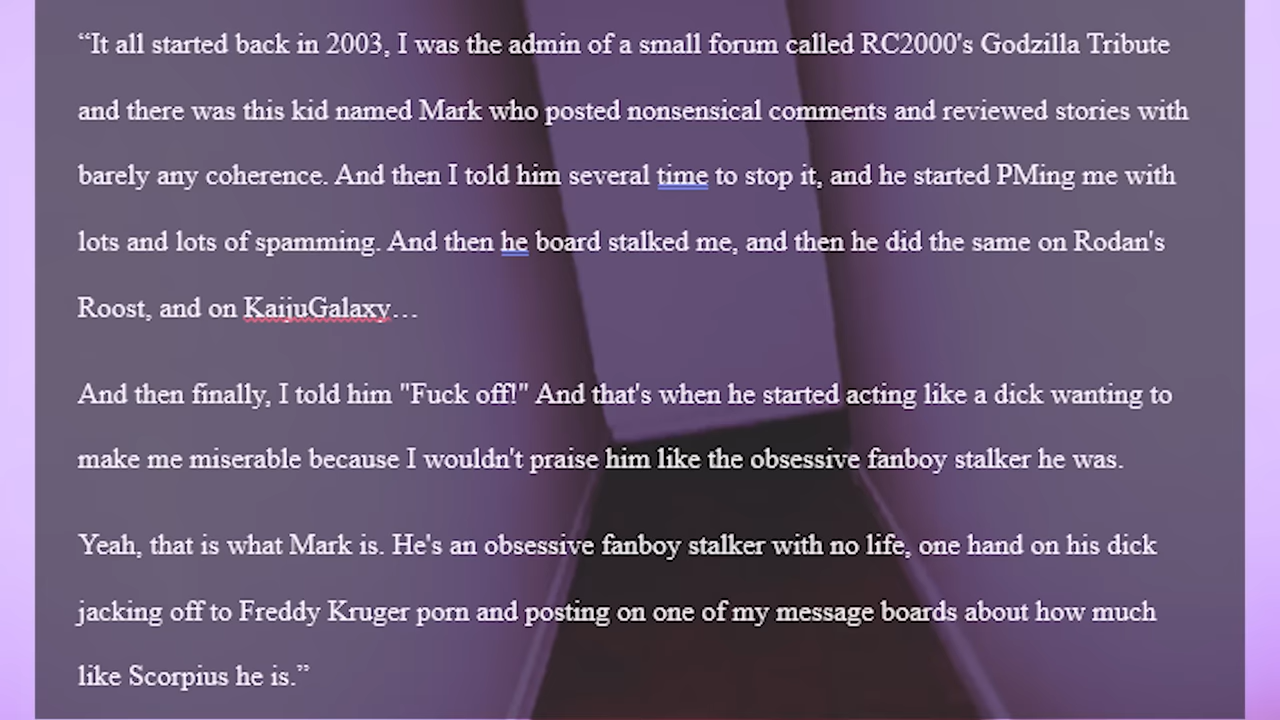 “It all started back in 2003, I was the admin of a small forum called RC2000's Godzilla Tribute
and there was this kid named Mark who posted nonsensical comments and reviewed stories with
barely any coherence. And then I told him several time to stop it, and he started PMing me with
lots and lots of spamming. And then he board stalked me, and then he did the same on Rodan's
Roost, and on KaijuGalaxy…
And then finally, I told him "Fuck off!" And that's when he started acting like a dick wanting to
make me miserable because I wouldn't praise him like the obsessive fanboy stalker he was.
Yeah, that is what Mark is. He's an obsessive fanboy stalker with no life, one hand on his dick
jacking off to Freddy Kruger porn and posting on one of my message boards about how much
like Scorpius he is.”